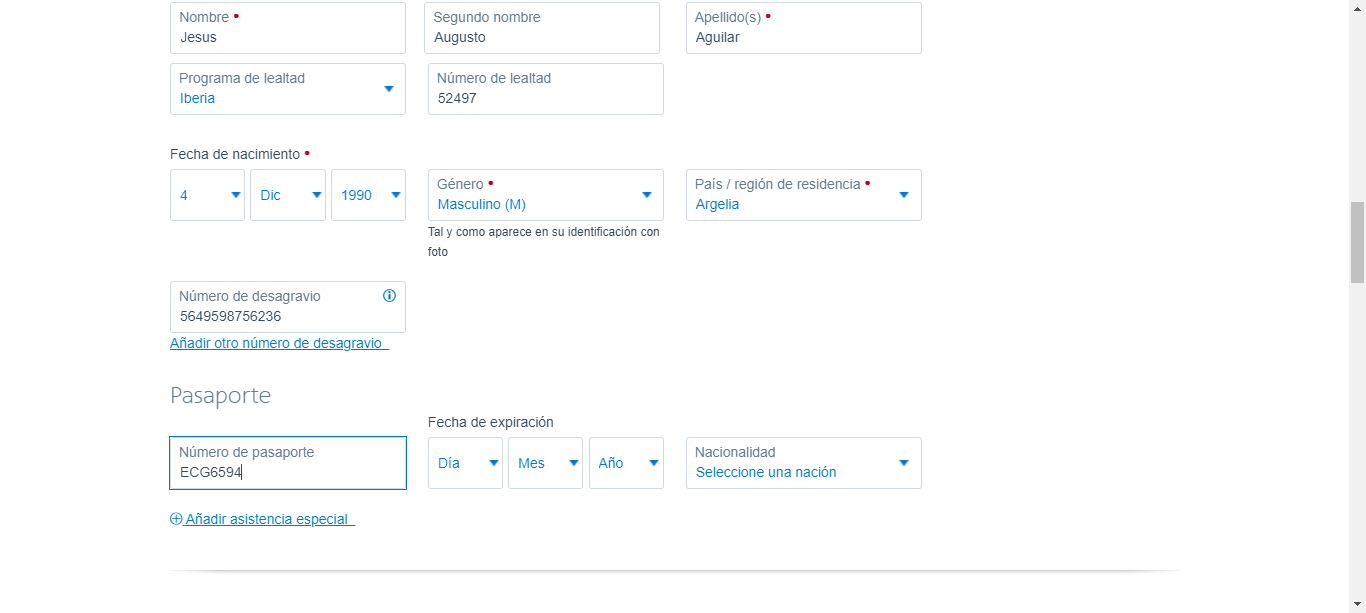 Nombre •
Segundo nombre
Apellido(s) •
Jesus
Augusto
Aguilar
Programa de lealtad
Número de lealtad
Iberia
52497
Fecha de nacimiento •
4
Dic
1990
Género •
Masculino (M)
País / región de residencia •
Argelia
Tal y como aparece en su identificación con
foto
Número de desagravio
5649598756236
Añadir otro número de desagravio
Pasaporte
Fecha de expiración
Número de pasaporte
ECG6594
Día
Mes
Año
Nacionalidad
Seleccione una nación
Añadir asistencia especial